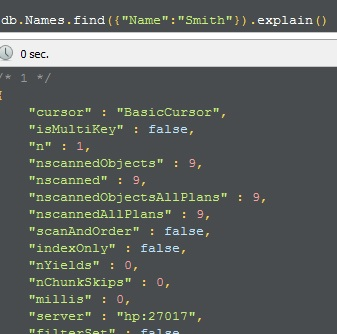 db.Names.find({"Name":"Smith"}).explain()
0 sec.
/* 1 */
{
"cursor" : "BasicCursor",
"isMultiKey" : false,
"n" : 1,
"nscannedObjects" : 9,
"nscanned" : 9,
"nscannedObjectsAllPlans" : 9,
"nscannedAllPlans" : 9,
"scanAndOrder" : false,
"indexOnly" : false,
"nYields" : 0,
"nChunkSkips" : 0,
"millis" : 0,
"server" : "hp:27017",
"filterSet" : false